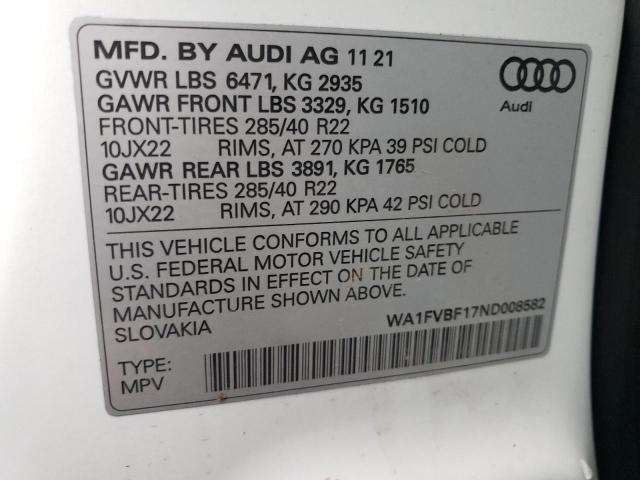 MFD. BY AUDI AG 11 21
GVWR LBS 6471, KG 2935
GAWR FRONT LBS 3329, KG 1510
FRONT-TIRES 285/40 R22
10JX22 RIMS, AT 270 KPA 39 PSI COLD
GAWR REAR LBS 3891, KG 1765
REAR-TIRES 285/40 R22
10JX22 RIMS, AT 290 KPA 42 PSI COLD
Audi
THIS VEHICLE CONFORMS TO ALL APPLICABLE
U.S. FEDERAL MOTOR VEHICLE SAFETY
STANDARDS IN EFFECT ON THE DATE OF
MANUFACTURE SHOWN ABOVE.
SLOVAKIA
WA1FVBF17ND008582
TYPE:
MPV